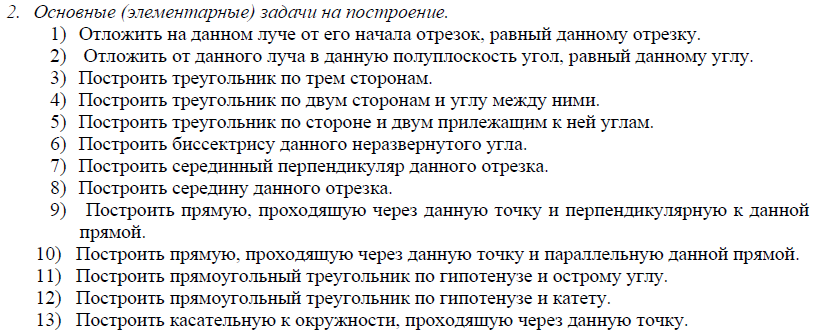 2. Основные (элементарные) задачи на построение.
1) Отложить на данном луче от его начала отрезок, равный данному отрезку.
2) Отложить от данного луча в данную полуплоскость угол, равный данному углу.
3) Построить треугольник по трем сторонам.
4) Построить треугольник по двум сторонам и углу между ними.
5) Построить треугольник по стороне и двум прилежащим к ней углам.
6) Построить биссектрису данного неразвернутого угла.
7) Построить серединный перпендикуляр данного отрезка.
8) Построить середину данного отрезка.
9) Построить прямую, проходящую через данную точку и перпендикулярную к данной
прямой.
10) Построить прямую, проходящую через данную точку и параллельную данной прямой.
11) Построить прямоугольный треугольник по гипотенузе и острому углу.
12) Построить прямоугольный треугольник по гипотенузе и катету.
13) Построить касательную к окружности, проходящую через данную точку.